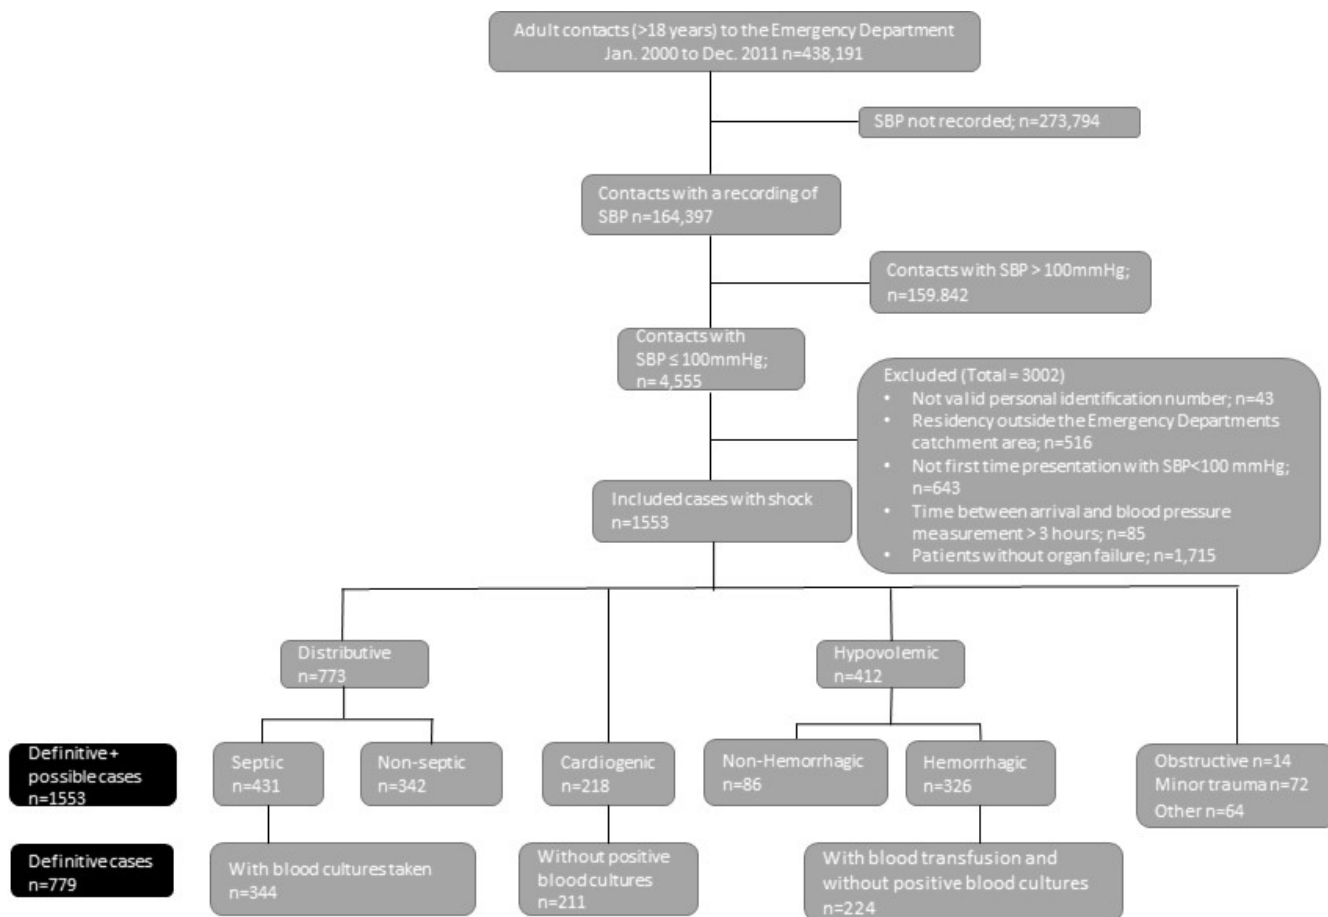 Adult contacts (>18 years) to the Emergency Department
Jan. 2000 to Dec. 2011 n=438,191
SBP not recorded; n=273,794
Contacts with a recording of
SBP n=164,397
Contacts with SBP > 100mmHg;
n=159.842
Contacts with
SBP ≤ 100mmHg;
n= 4,555
Excluded (Total = 3002)
• Not valid personal identification number; n=43
• Residency outside the Emergency Departments
catchment area; n=516
• Not first time presentation with SBP<100 mmHg;
n=643
• Time between arrival and blood pressure
measurement > 3 hours; n=85
• Patients without organ failure; n=1,715
Included cases with shock
n=1553
Distributive
n=773
Hypovolemic
n=412
Definitive +
possible cases
n=1553
Septic
n=431
Non-septic
n=342
Cardiogenic
n=218
Non-Hemorrhagic
n=86
Hemorrhagic
n=326
Obstructive n=14
Minor trauma n=72
Other n=64
Definitive cases
n=779
With blood cultures taken
n=344
Without positive
blood cultures
n=211
With blood transfusion and
without positive blood cultures
n=224